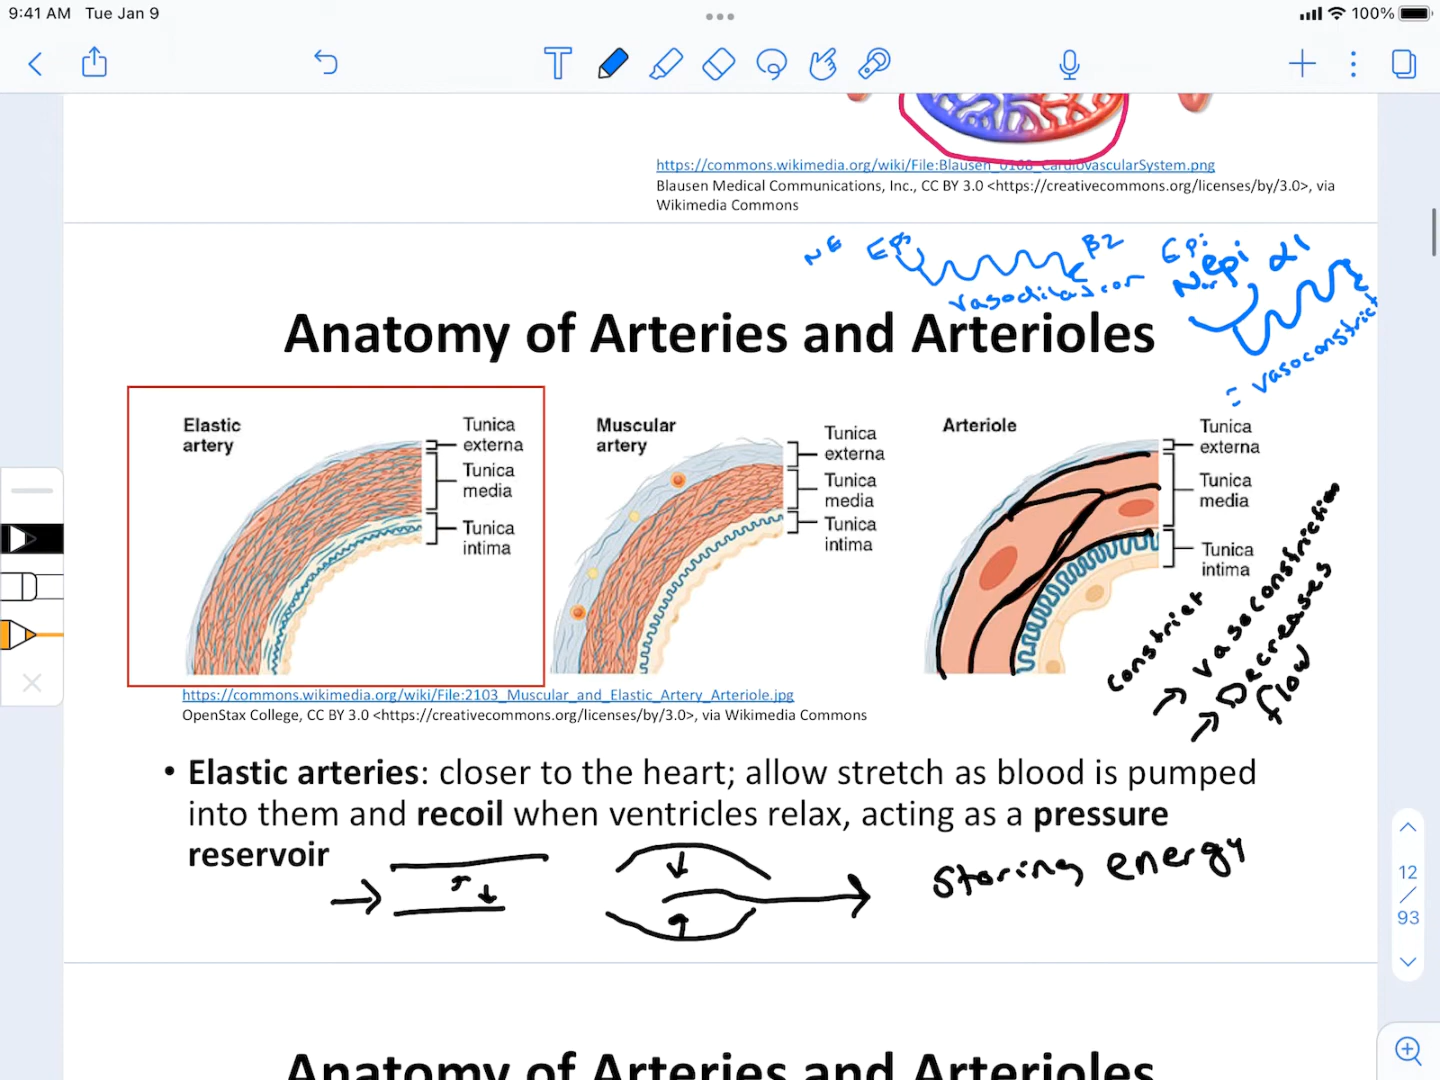 9:41 AM Tue Jan 9
100%
https://commons.wikimedia.org/wiki/File:Blausen_0168_CardiovascularSystem.png
Blausen Medical Communications, Inc., CC BY 3.0 <https://creativecommons.org/licenses/by/3.0>, via
Wikimedia Commons
NE Epi β2
vasodilation
Epi
Norepi α1
= vasoconstrict
Anatomy of Arteries and Arterioles
Elastic
artery
Tunica
externa
Tunica
media
Tunica
intima
Muscular
artery
Tunica
externa
Tunica
media
Tunica
intima
Arteriole
Tunica
externa
Tunica
media
Tunica
intima
constrict
→ vasoconstriction
→ Decreases
flow
https://commons.wikimedia.org/wiki/File:2103_Muscular_and_Elastic_Artery_Arteriole.jpg
OpenStax College, CC BY 3.0 <https://creativecommons.org/licenses/by/3.0>, via Wikimedia Commons
• Elastic arteries: closer to the heart; allow stretch as blood is pumped
into them and recoil when ventricles relax, acting as a pressure
reservoir
storing energy
12
/
93
Anatomy of Arteries and Arterioles